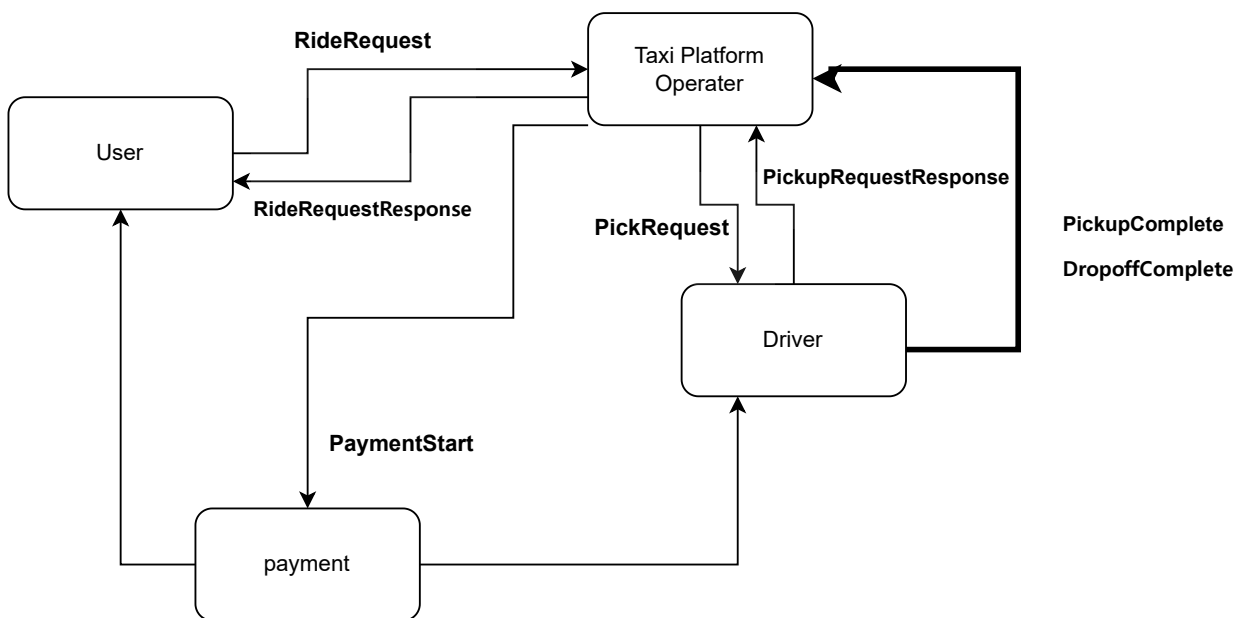 RideRequest
Taxi Platform
Operater
User
RideRequestResponse
PickupRequestResponse
PickRequest
PickupComplete
DropoffComplete
Driver
PaymentStart
payment